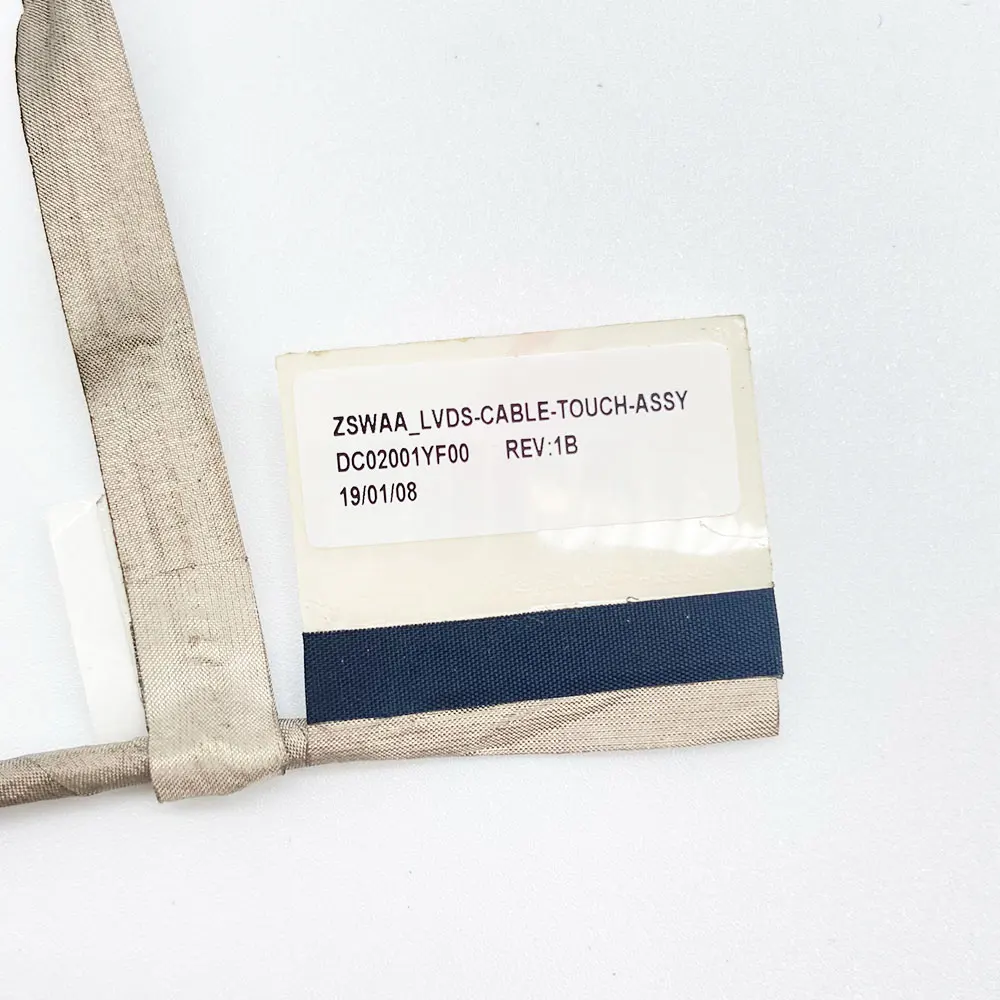 ZSWAA_LVDS-CABLE-TOUCH-ASSY
DC02001YF00 REV:1B
19/01/08